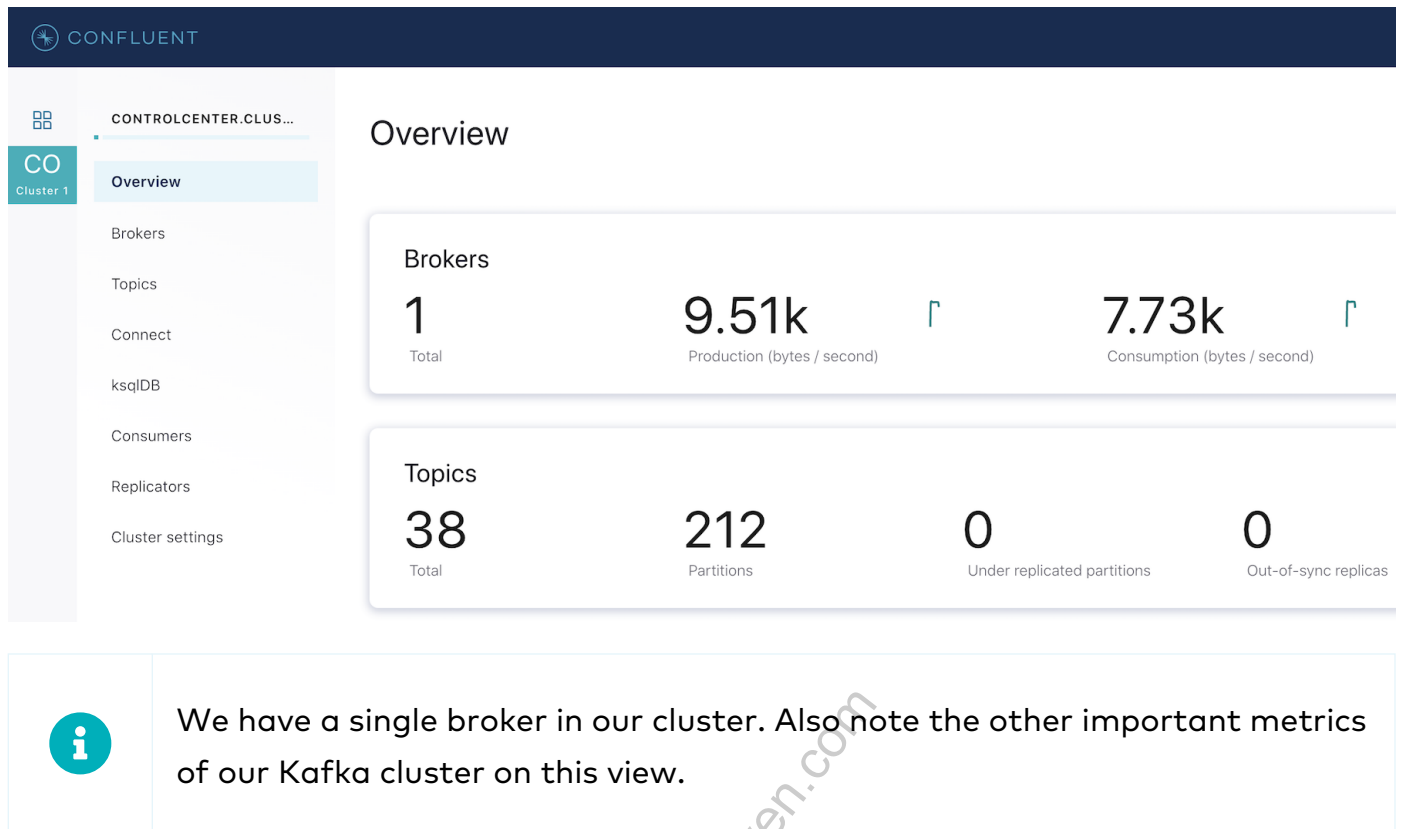 CONFLUENT
CONTROLCENTER.CLUS...
CO
Cluster 1
Overview
Brokers
Topics
Connect
ksqlDB
Consumers
Replicators
Cluster settings
Overview
Brokers
1 9.51k 7.73k
Total Production (bytes / second) Consumption (bytes / second)
Topics
38 212 0 0
Total Partitions Under replicated partitions Out-of-sync replicas
We have a single broker in our cluster. Also note the other important metrics
of our Kafka cluster on this view.
en.com